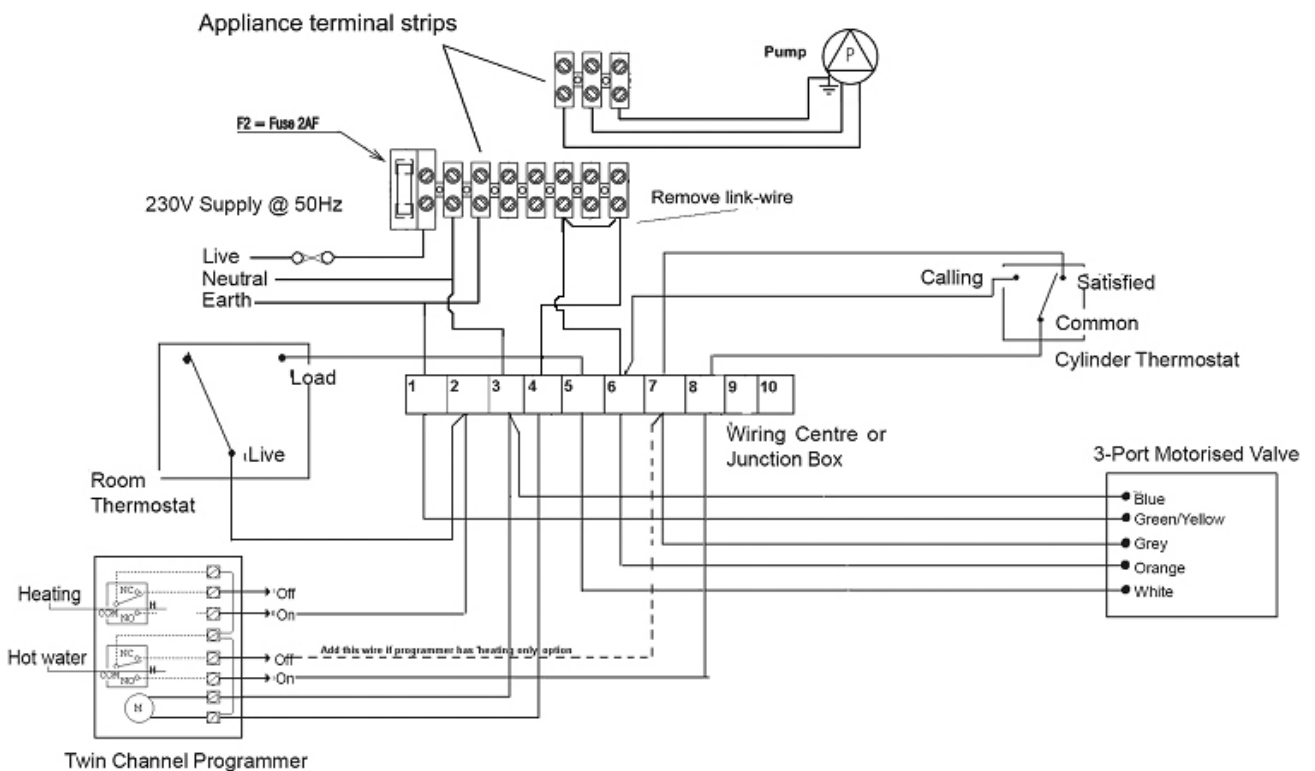 Appliance terminal strips
Pump
P
F2 = Fuse 2AF
230V Supply @ 50Hz
Remove link-wire
Live
Neutral
Earth
Calling
Satisfied
Common
Cylinder Thermostat
Load
Live
Room
Thermostat
1 2 3 4 5 6 7 8 9 10
Wiring Centre or
Junction Box
3-Port Motorised Valve
Blue
Green/Yellow
Grey
Orange
White
Heating
NC
COM
NO
H
Off
On
Hot water
NC
COM
NO
H
Off
On
Add this wire if programmer has 'heating only' option
M
Twin Channel Programmer